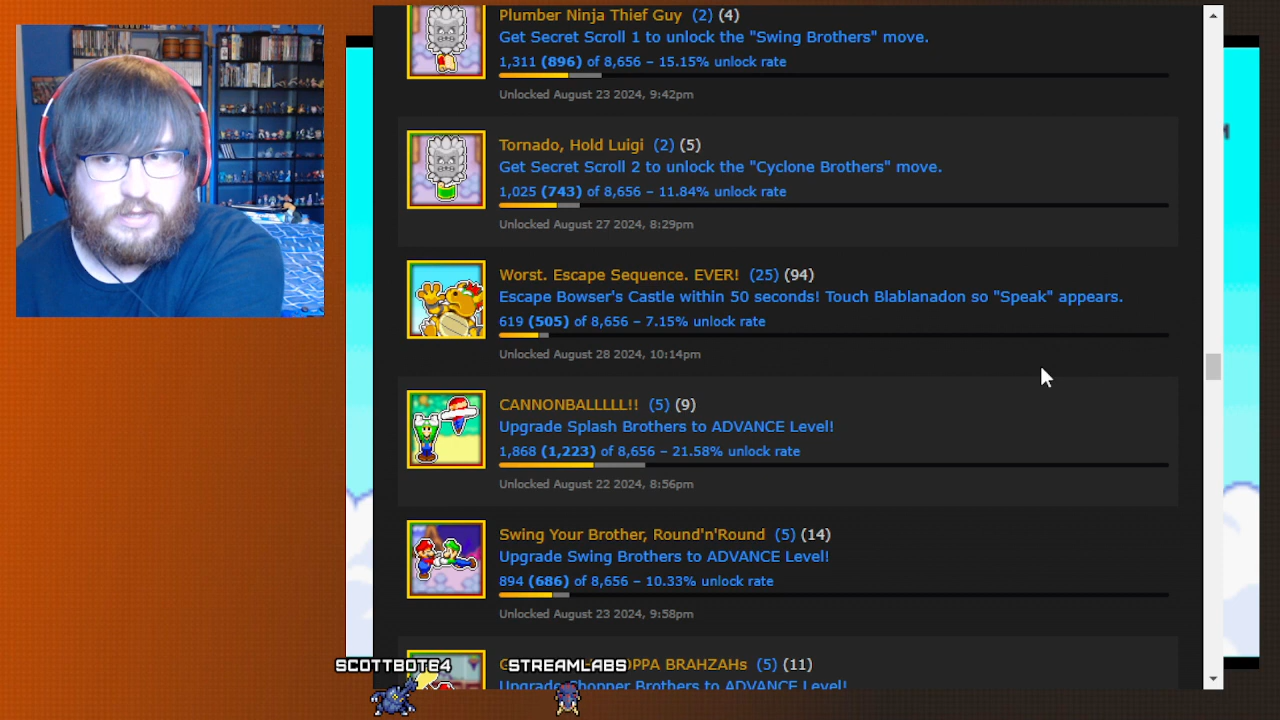 Plumber Ninja Thief Guy (2) (4)
Get Secret Scroll 1 to unlock the "Swing Brothers" move.
1,311 (896) of 8,656 – 15.15% unlock rate
Unlocked August 23 2024, 9:42pm
Tornado, Hold Luigi (2) (5)
Get Secret Scroll 2 to unlock the "Cyclone Brothers" move.
1,025 (743) of 8,656 – 11.84% unlock rate
Unlocked August 27 2024, 8:29pm
Worst. Escape Sequence. EVER! (25) (94)
Escape Bowser's Castle within 50 seconds! Touch Blablanadon so "Speak" appears.
619 (505) of 8,656 – 7.15% unlock rate
Unlocked August 28 2024, 10:14pm
CANNONBALLLLL!! (5) (9)
Upgrade Splash Brothers to ADVANCE Level!
1,868 (1,223) of 8,656 – 21.58% unlock rate
Unlocked August 22 2024, 8:56pm
Swing Your Brother, Round'n'Round (5) (14)
Upgrade Swing Brothers to ADVANCE Level!
894 (686) of 8,656 – 10.33% unlock rate
Unlocked August 23 2024, 9:58pm
OPPA BRAHZAHs (5) (11)
Upgrade Chopper Brothers to ADVANCE Level!
SCOTTBOTE4 STREAMLABS